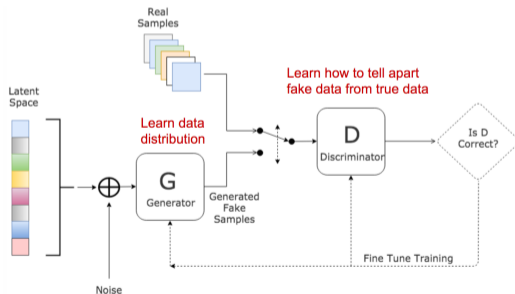 Real
Samples
Latent
Space
Learn data
distribution
Learn how to tell apart
fake data from true data
G
Generator
Generated
Fake
Samples
D
Discriminator
Is D
Correct?
Fine Tune Training
Noise